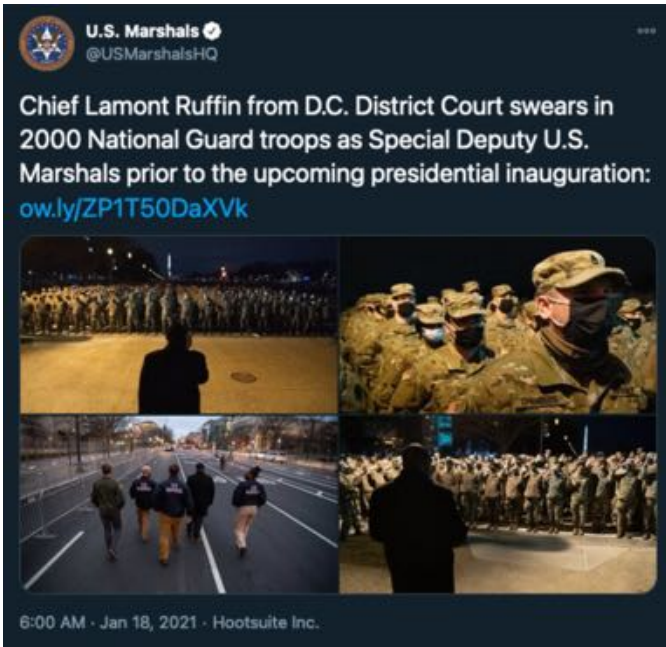 U.S. Marshals
@USMarshalsHQ
Chief Lamont Ruffin from D.C. District Court swears in
2000 National Guard troops as Special Deputy U.S.
Marshals prior to the upcoming presidential inauguration:
ow.ly/ZP1T50DaXVk
6:00 AM · Jan 18, 2021 · Hootsuite Inc.